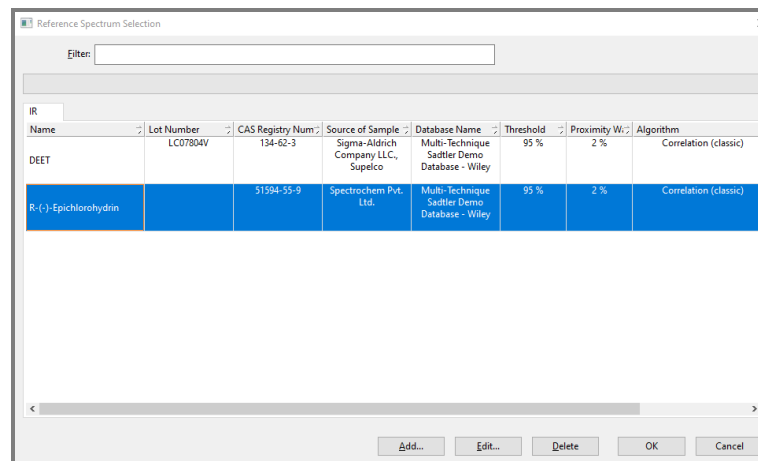 Reference Spectrum Selection
Filter:
IR
Name Lot Number CAS Registry Num Source of Sample Database Name Threshold Proximity W Algorithm
DEET LC07804V 134-62-3 Sigma-Aldrich Company LLC., Supelco Multi-Technique Sadtler Demo Database - Wiley 95 % 2 % Correlation (classic)
R-(-)-Epichlorohydrin 51594-55-9 Spectrochem Pvt. Ltd. Multi-Technique Sadtler Demo Database - Wiley 95 % 2 % Correlation (classic)
Add... Edit... Delete OK Cancel